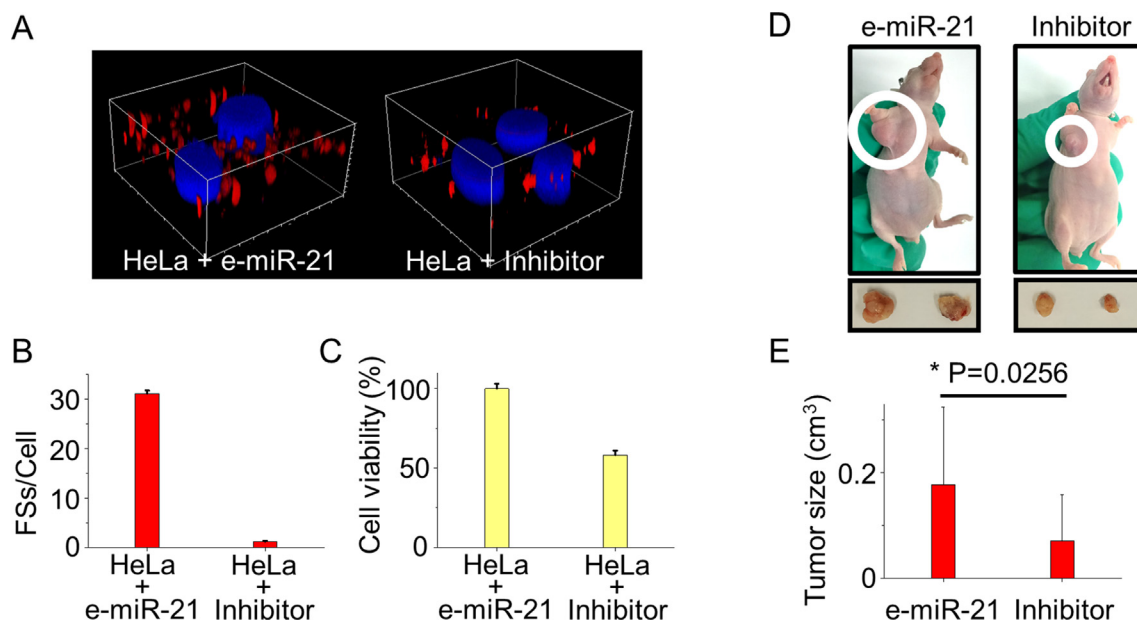 A
HeLa + e-miR-21
HeLa + Inhibitor
B
FSs/Cell
30
20
10
0
HeLa
+
e-miR-21
HeLa
+
Inhibitor
C
Cell viability (%)
100
50
0
HeLa
+
e-miR-21
HeLa
+
Inhibitor
D
e-miR-21
Inhibitor
E
* P=0.0256
Tumor size (cm³)
0.2
0
e-miR-21
Inhibitor